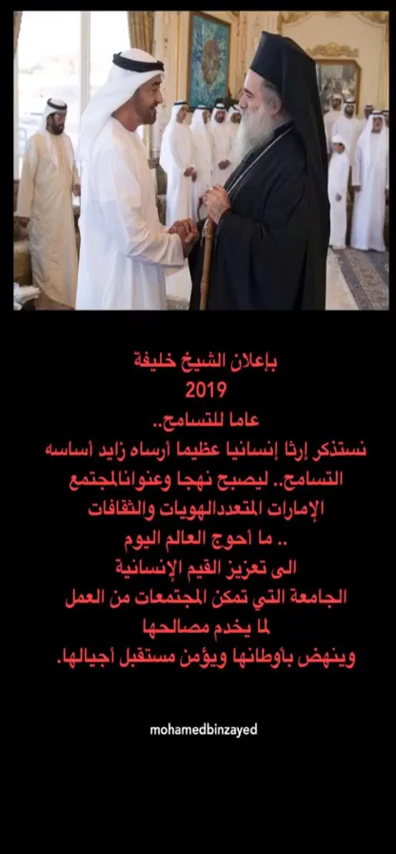 بإعلان الشيخ خليفة
2019
عاما للتسامح..
نستذكر إرثا إنسانيا عظيما أرساه زايد أساسه
التسامح.. ليصبح نهجا وعنوانالمجتمع
الإمارات المتعددالهويات والثقافات
.. ما أحوج العالم اليوم
الى تعزيز القيم الإنسانية
الجامعة التي تمكن المجتمعات من العمل
لما يخدم مصالحها
وينهض بأوطانها ويؤمن مستقبل أجيالها.
mohamedbinzayed